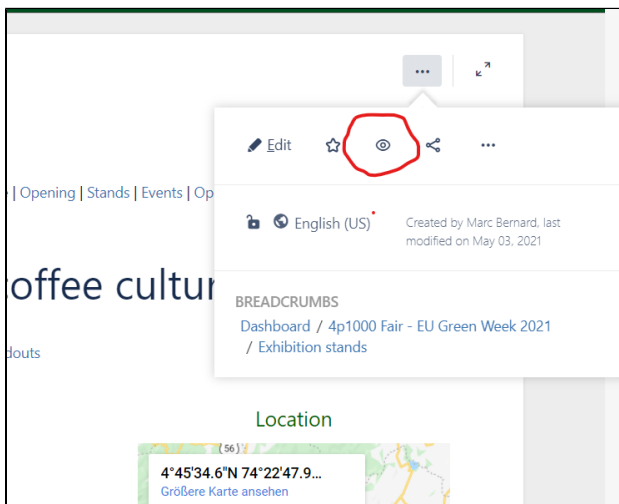 Edit
| Opening | Stands | Events | Op
English (US)
Created by Marc Bernard, last
modified on May 03, 2021
offee cultur
BREADCRUMBS
Dashboard / 4p1000 Fair - EU Green Week 2021
/ Exhibition stands
douts
Location
(56)
4°45'34.6"N 74°22'47.9...
Größere Karte ansehen